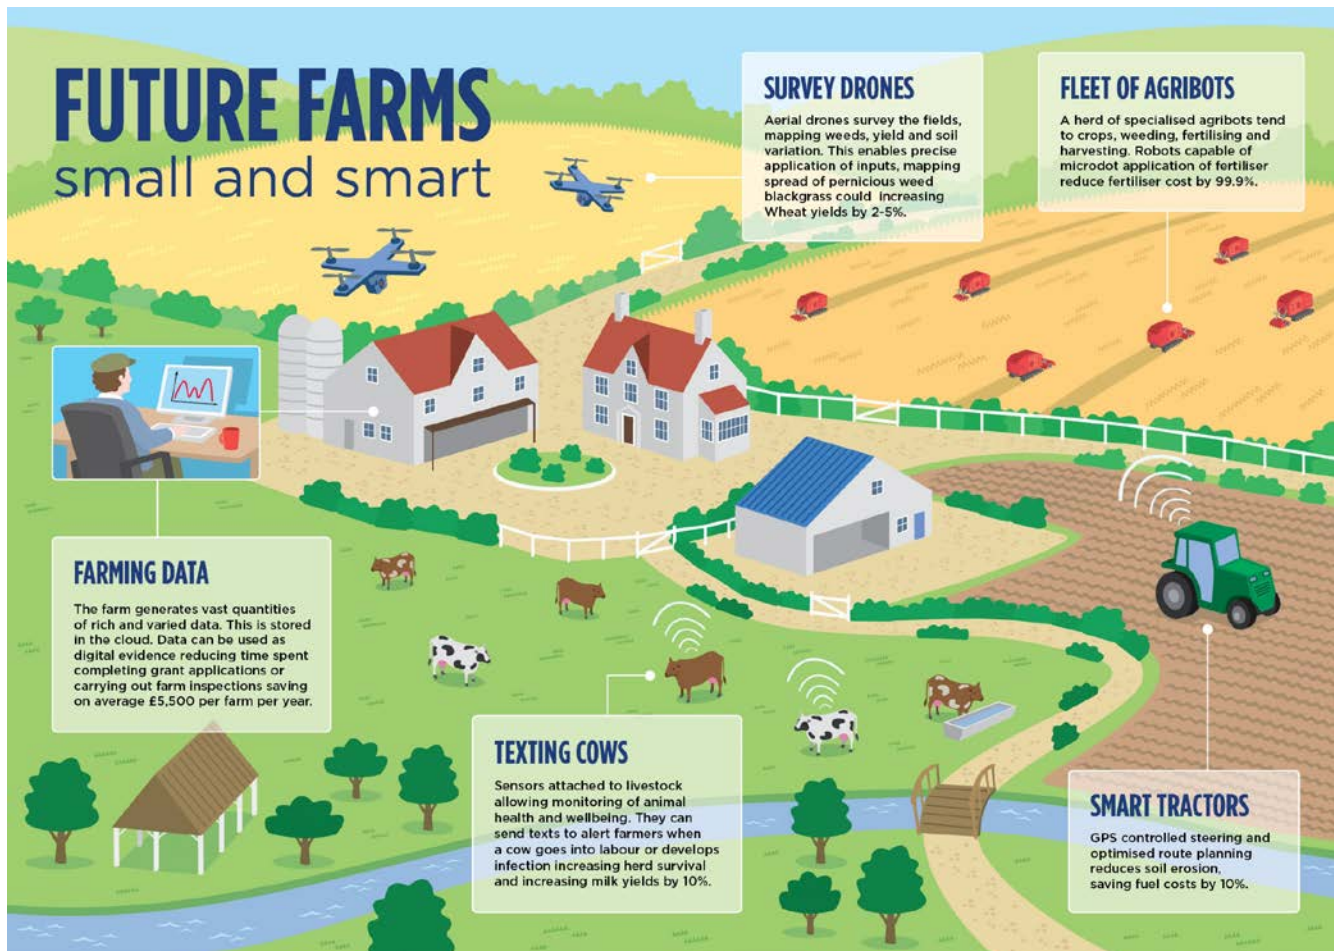 FUTURE FARMS
small and smart
SURVEY DRONES
Aerial drones survey the fields,
mapping weeds, yield and soil
variation. This enables precise
application of inputs, mapping
spread of pernicious weed
blackgrass could increasing
Wheat yields by 2-5%.
FLEET OF AGRIBOTS
A herd of specialised agribots tend
to crops, weeding, fertilising and
harvesting. Robots capable of
microdot application of fertiliser
reduce fertiliser cost by 99.9%.
FARMING DATA
The farm generates vast quantities
of rich and varied data. This is stored
in the cloud. Data can be used as
digital evidence reducing time spent
completing grant applications or
carrying out farm inspections saving
on average £5,500 per farm per year.
TEXTING COWS
Sensors attached to livestock
allowing monitoring of animal
health and wellbeing. They can
send texts to alert farmers when
a cow goes into labour or develops
infection increasing herd survival
and increasing milk yields by 10%.
SMART TRACTORS
GPS controlled steering and
optimised route planning
reduces soil erosion,
saving fuel costs by 10%.